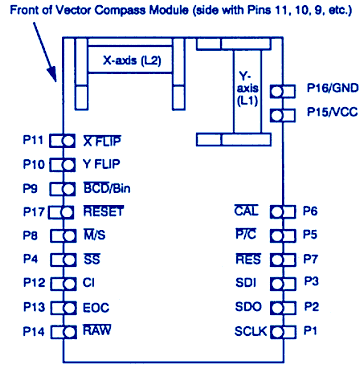 Front of Vector Compass Module (side with Pins 11, 10, 9, etc.)
X-axis (L2)
Y-
axis
(L1)
P16/GND
P15/VCC
P11 X FLIP
P10 Y FLIP
P9 BCD/Bin
P17 RESET CAL P6
P8 M/S P/C P5
P4 SS RES P7
P12 CI SDI P3
P13 EOC SDO P2
P14 RAW SCLK P1